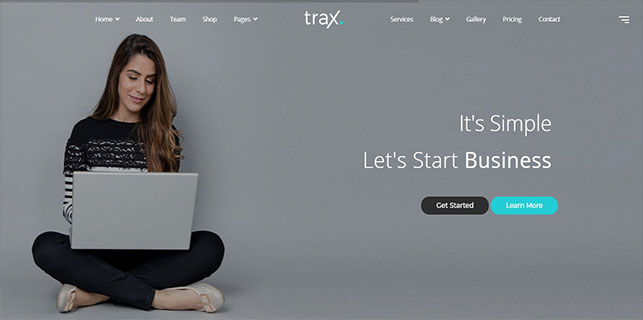 Home About Team Shop Pages trax. Services Blog Gallery Pricing Contact
It's Simple
Let's Start Business
Get Started Learn More